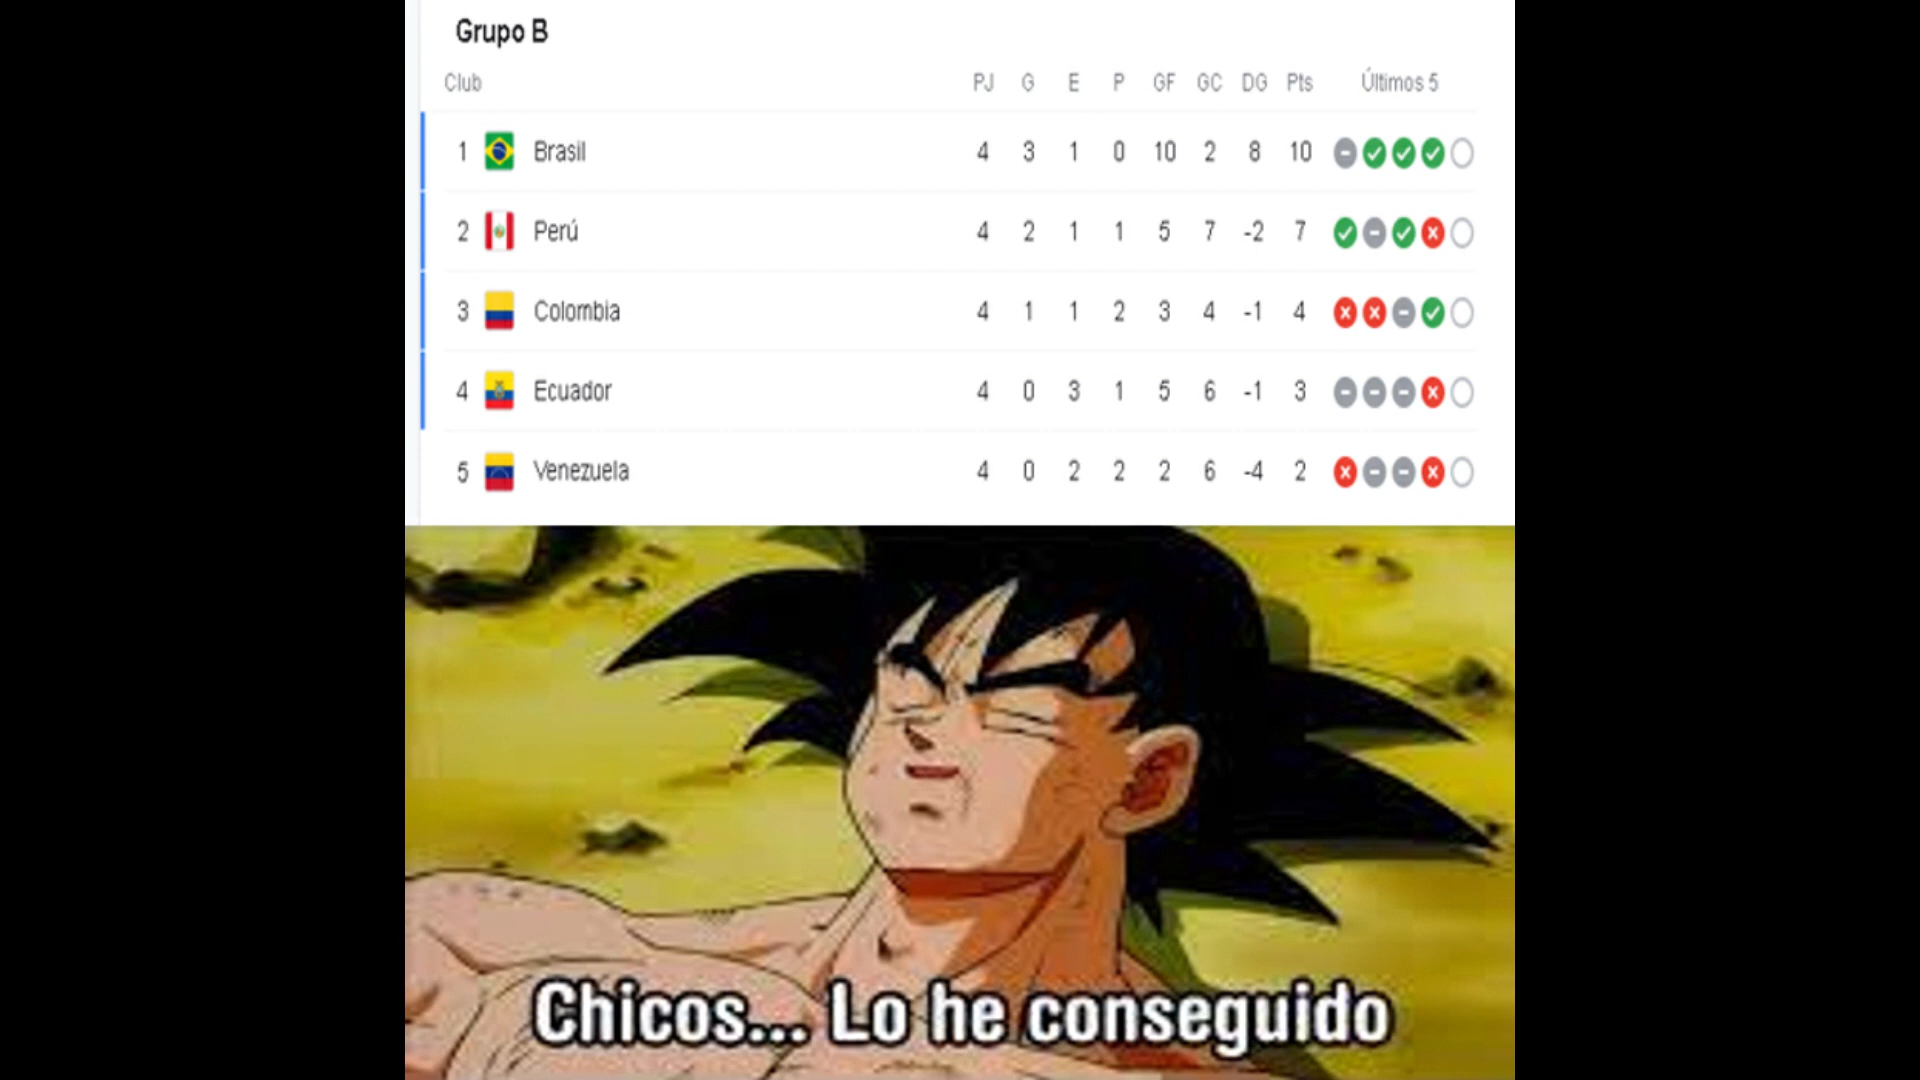 Grupo B
Club PJ G E P GF GC DG Pts Últimos 5
1 Brasil 4 3 1 0 10 2 8 10
2 Perú 4 2 1 1 5 7 -2 7
3 Colombia 4 1 1 2 3 4 -1 4
4 Ecuador 4 0 3 1 5 6 -1 3
5 Venezuela 4 0 2 2 2 6 -4 2
Chicos... Lo he conseguido